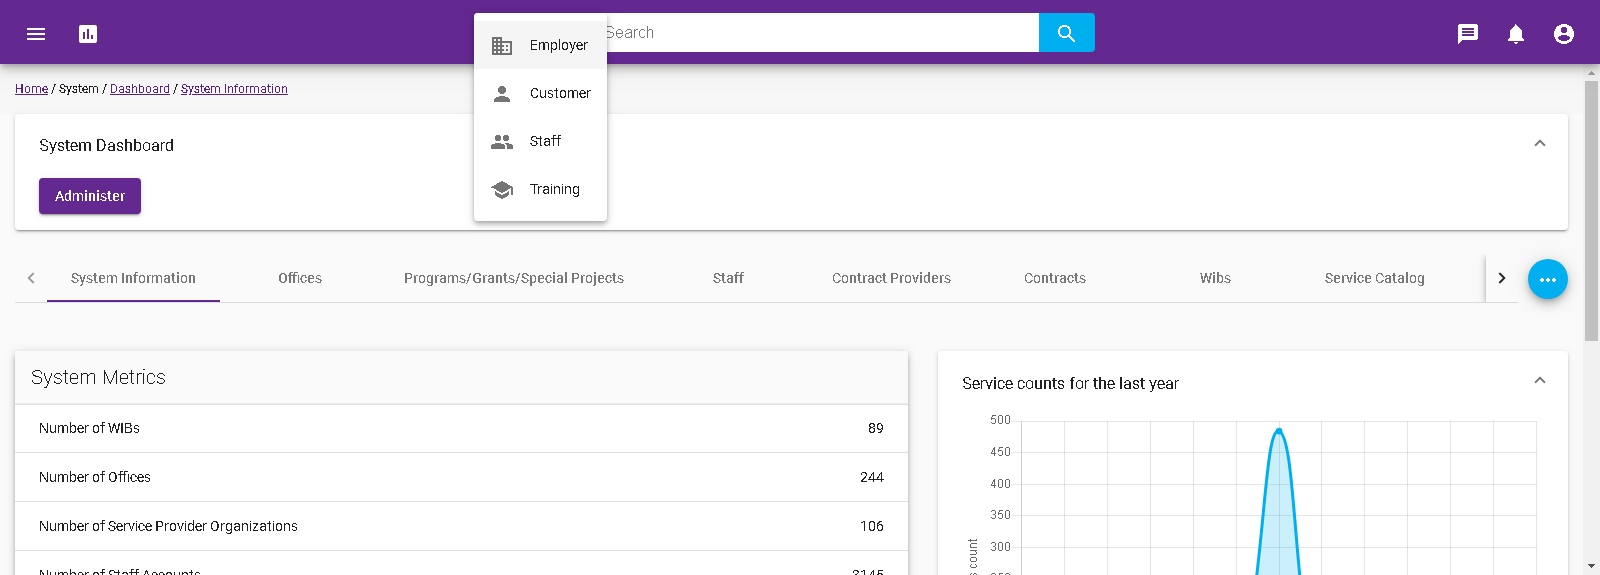 Search
Employer
Customer
Staff
Training
Home / System / Dashboard / System Information
System Dashboard
Administer
System Information Offices Programs/Grants/Special Projects Staff Contract Providers Contracts Wibs Service Catalog
System Metrics
Number of WIBs 89
Number of Offices 244
Number of Service Provider Organizations 106
Number of Staff Accounts 3145
Service counts for the last year
500
450
400
350
300
250
s count